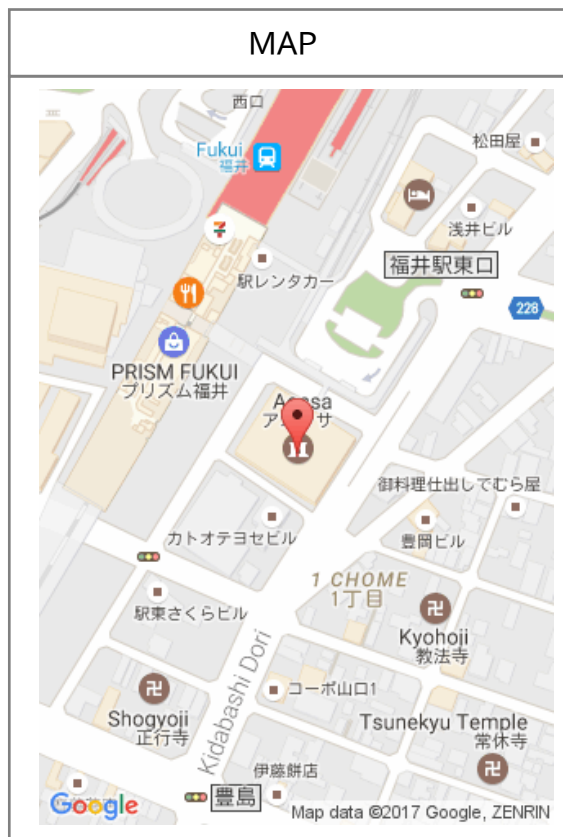 MAP
西口
Fukui
福井
松田屋
浅井ビル
駅レンタカー
福井駅東口
228
PRISM FUKUI
プリズム福井
御料理仕出してむら屋
カトオテヨセビル
豊岡ビル
1 CHOME
1丁目
駅東さくらビル
Kyohoji
教法寺
Kidabashi Dori
コーポ山口1
Shogyoji
正行寺
Tsunekyu Temple
常休寺
伊藤餅店
豊島
Google
Map data ©2017 Google, ZENRIN